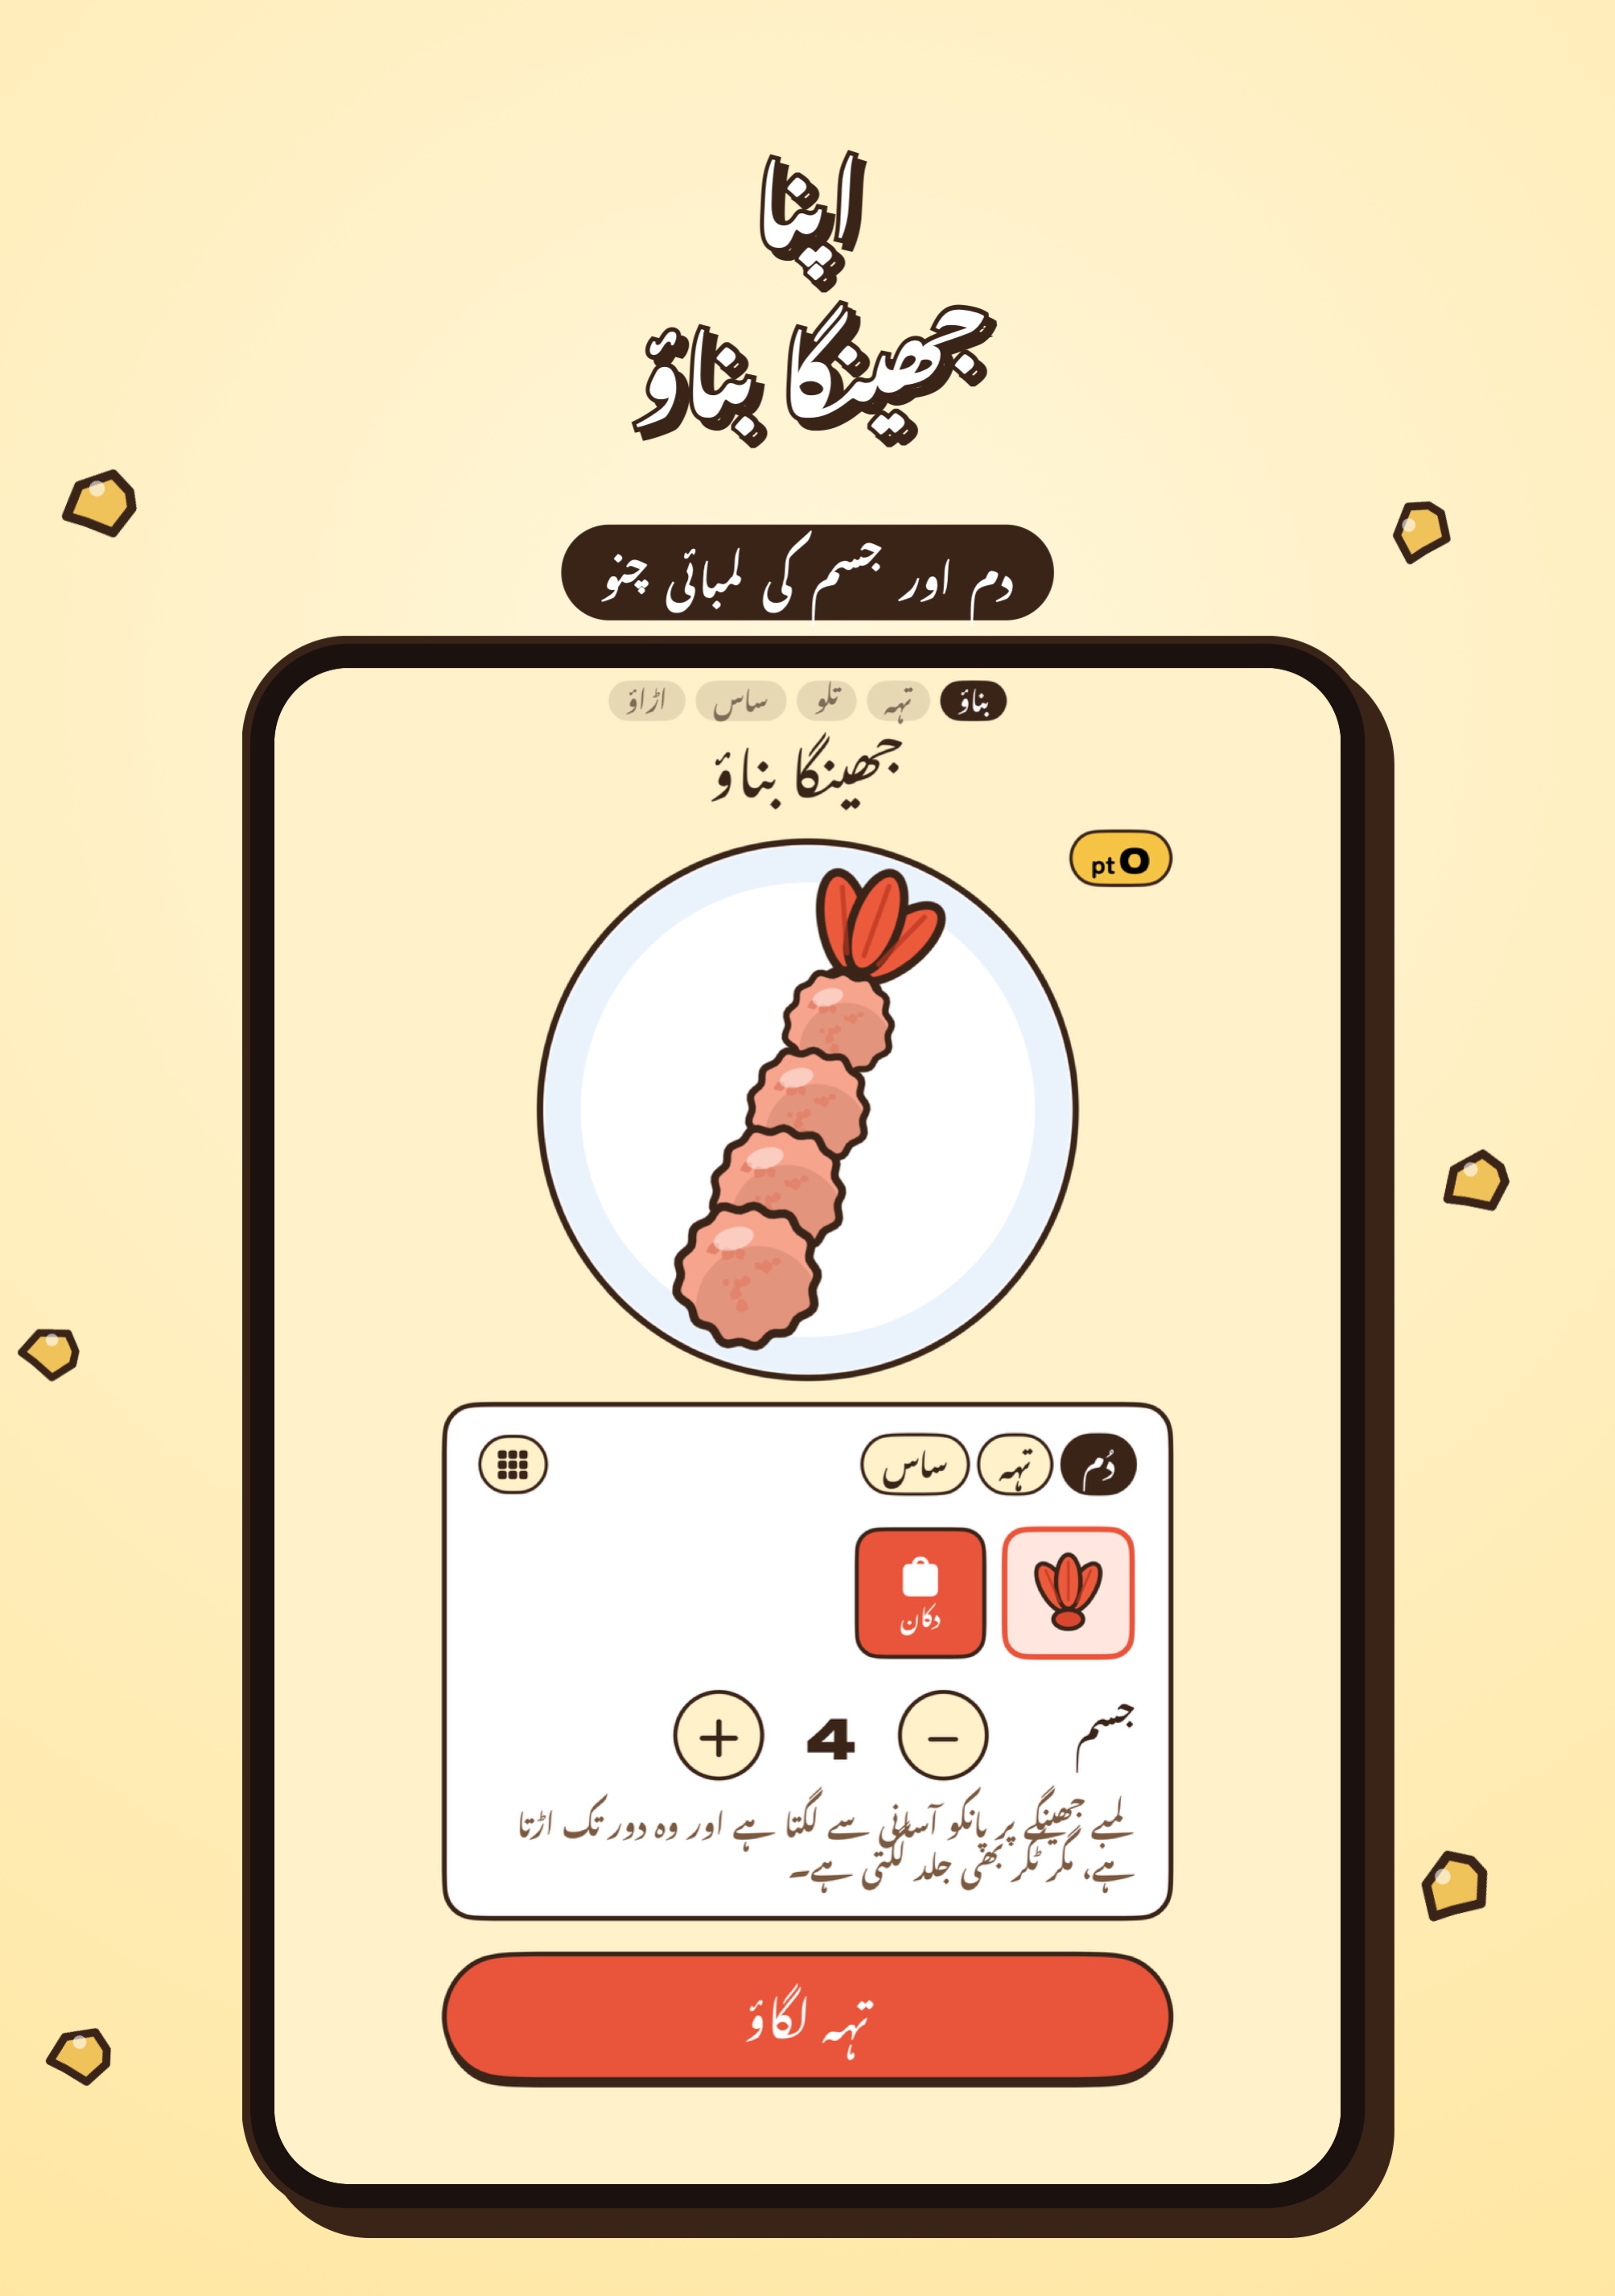 اپنا
جھینگا بناؤ
دم اور جسم کی لمبائی چنو
بناؤ تہہ تلو ساس اڑاؤ
جھینگا بناؤ
pt 0
دُم تہہ ساس
دکان
جسم − 4 +
لمبے جھینگے پر پانکو آسانی سے لگتا ہے اور وہ دور تک اڑتا
ہے، مگر ٹکر بھی جلد لگتی ہے۔
تہہ لگاؤ